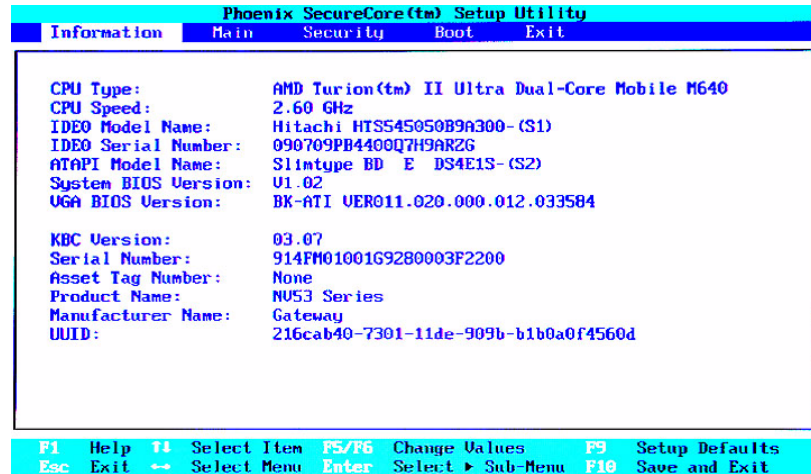 Phoenix SecureCore(tm) Setup Utility
Information Main Security Boot Exit
CPU Type: AMD Turion(tm) II Ultra Dual-Core Mobile M640
CPU Speed: 2.60 GHz
IDE0 Model Name: Hitachi HTS545050B9A300-(S1)
IDE0 Serial Number: 090709PB4400Q7H9ARZG
ATAPI Model Name: Slimtype BD E DS4E1S-(S2)
System BIOS Version: V1.02
VGA BIOS Version: BK-ATI VER011.020.000.012.033584
KBC Version: 03.07
Serial Number: 914FM01001G9280003F2200
Asset Tag Number: None
Product Name: NV53 Series
Manufacturer Name: Gateway
UUID: 216cab40-7301-11de-909b-b1b0a0f4560d
F1 Help ↑↓ Select Item F5/F6 Change Values F9 Setup Defaults
Esc Exit ↔ Select Menu Enter Select ▶ Sub-Menu F10 Save and Exit